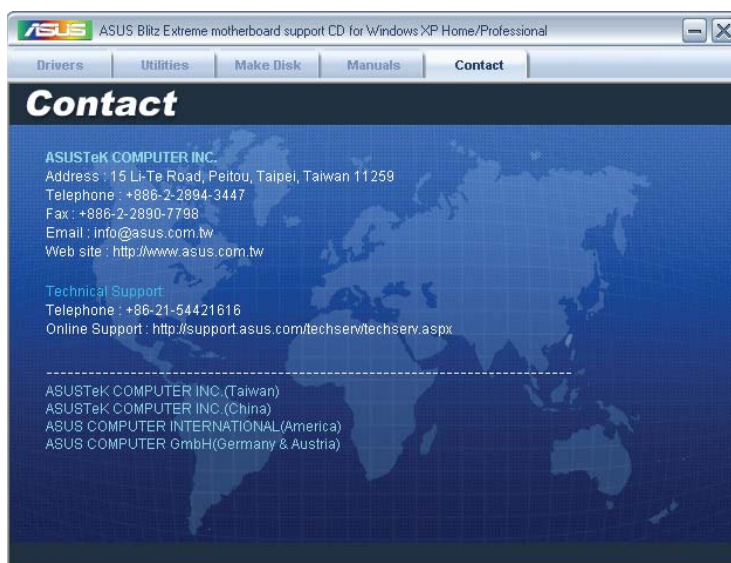 ASUS ASUS Blitz Extreme motherboard support CD for Windows XP Home/Professional
Drivers Utilities Make Disk Manuals Contact
Contact
ASUSTeK COMPUTER INC.
Address : 15 Li-Te Road, Peitou, Taipei, Taiwan 11259
Telephone : +886-2-2894-3447
Fax : +886-2-2890-7798
Email : info@asus.com.tw
Web site : http://www.asus.com.tw
Technical Support:
Telephone : +86-21-54421616
Online Support : http://support.asus.com/techserv/techserv.aspx
--------------------------------------------------------------------------------
ASUSTeK COMPUTER INC.(Taiwan)
ASUSTeK COMPUTER INC.(China)
ASUS COMPUTER INTERNATIONAL(America)
ASUS COMPUTER GmbH(Germany & Austria)